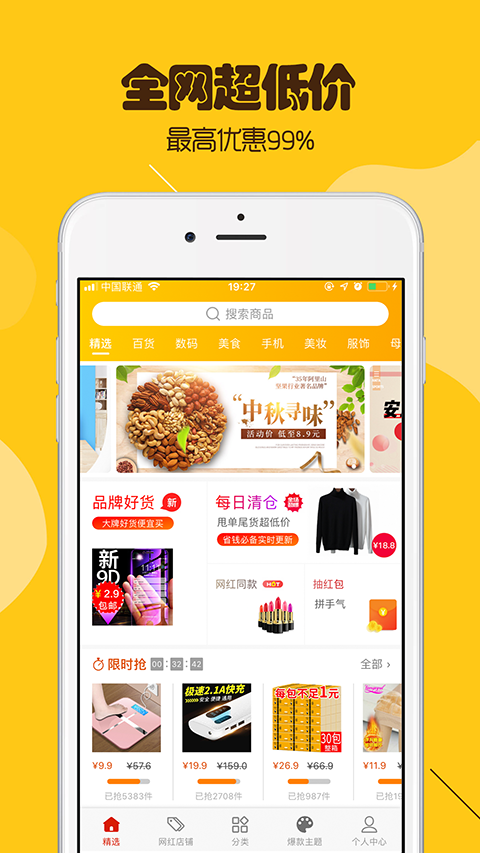 全网超低价
最高优惠99%
中国联通
19:27
搜索商品
精选 百货 数码 美食 手机 美妆 服饰 母
“35年阿里山
坚果行业著名品牌”
“中秋寻味”
活动价 低至8.9元
安
品牌好货 新
大牌好货便宜买
新
9D
¥2.9
包邮
每日清仓
甩单尾货超低价
省钱必备实时更新
¥18.8
网红同款 HOT
抽红包
拼手气
限时抢 00:32:42
全部 >
极速2.1A快充
安全 便捷 通用
每包不足1元
30包
整箱
¥9.9 ¥57.6
¥19.9 ¥159.0
¥26.9 ¥66.9
¥11.9
已抢5383件
已抢2708件
已抢987件
已抢
精选 网红店铺 分类 爆款主题 个人中心